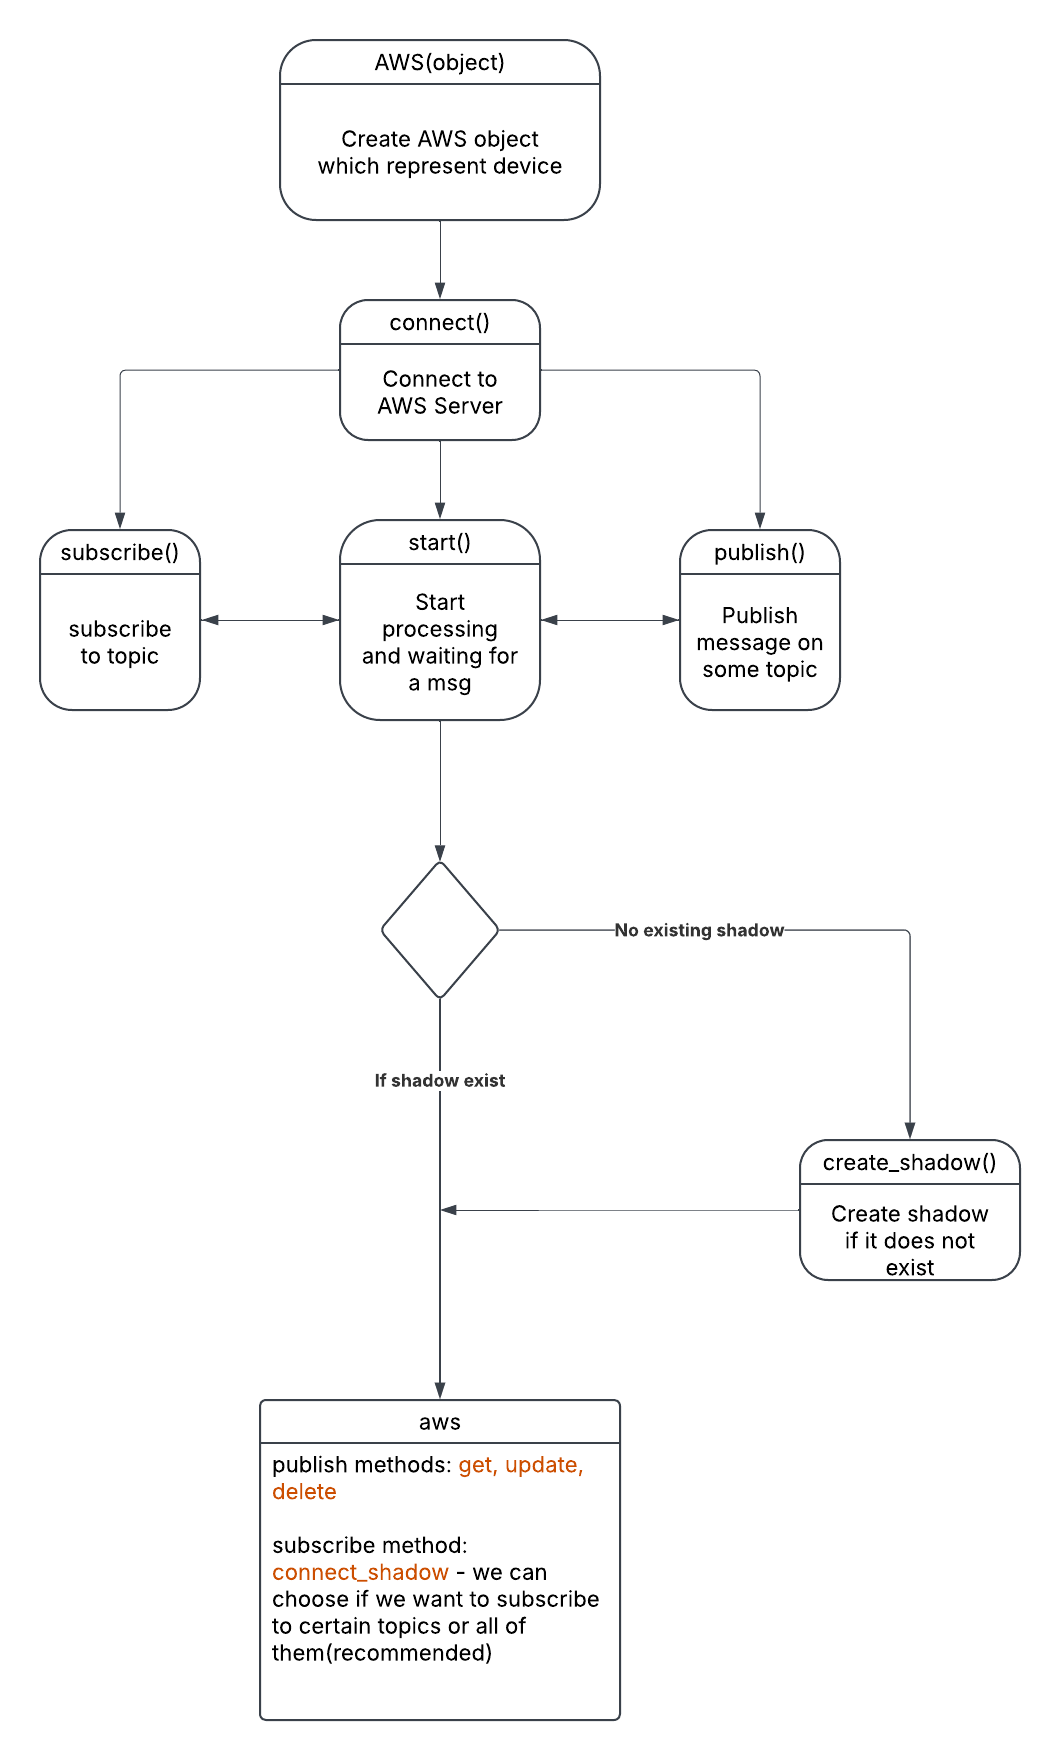 AWS(object)
Create AWS object
which represent device
connect()
Connect to
AWS Server
subscribe()
subscribe
to topic
start()
Start
processing
and waiting for
a msg
publish()
Publish
message on
some topic
No existing shadow
If shadow exist
create_shadow()
Create shadow
if it does not
exist
aws
publish methods: get, update,
delete
subscribe method:
connect_shadow - we can
choose if we want to subscribe
to certain topics or all of
them(recommended)